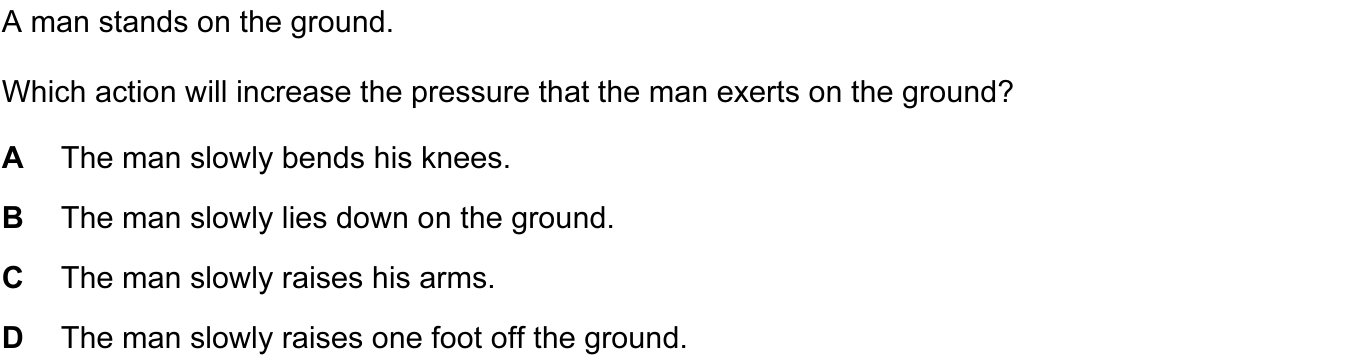 A man stands on the ground.
Which action will increase the pressure that the man exerts on the ground?
A The man slowly bends his knees.
B The man slowly lies down on the ground.
C The man slowly raises his arms.
D The man slowly raises one foot off the ground.